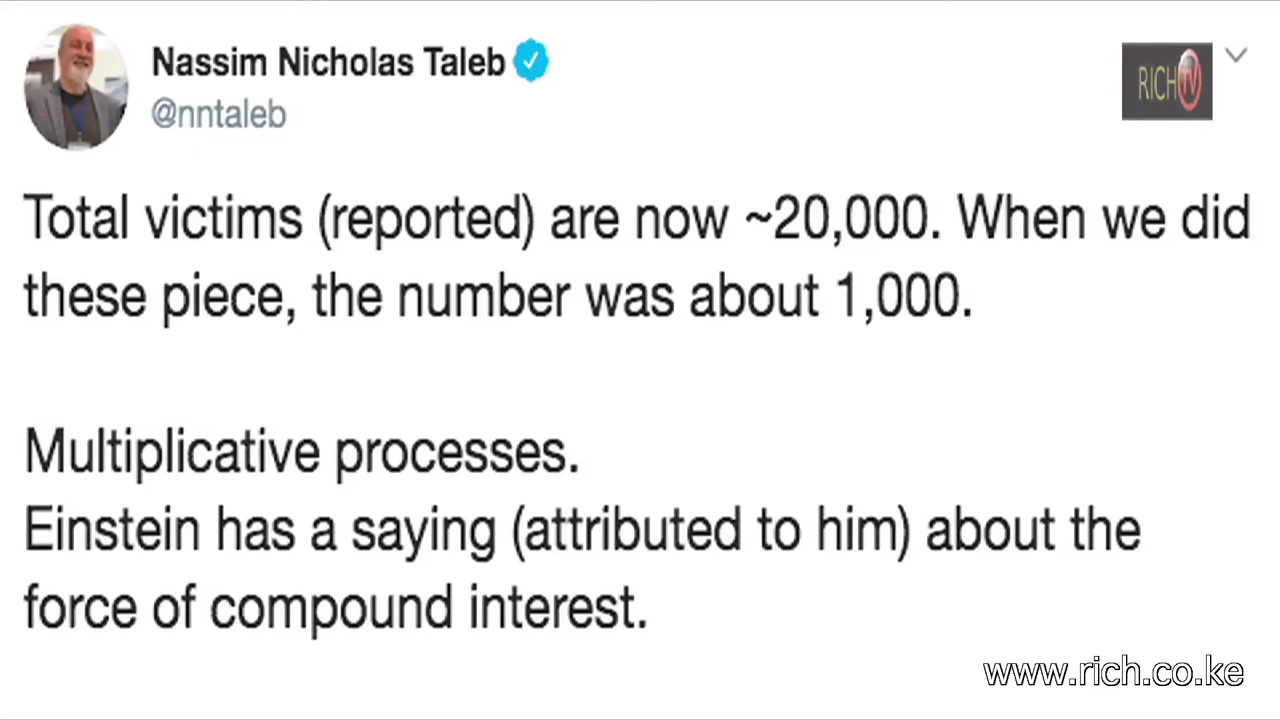 Nassim Nicholas Taleb
@nntaleb
RICH TV
Total victims (reported) are now ~20,000. When we did
these piece, the number was about 1,000.
Multiplicative processes.
Einstein has a saying (attributed to him) about the
force of compound interest.
www.rich.co.ke